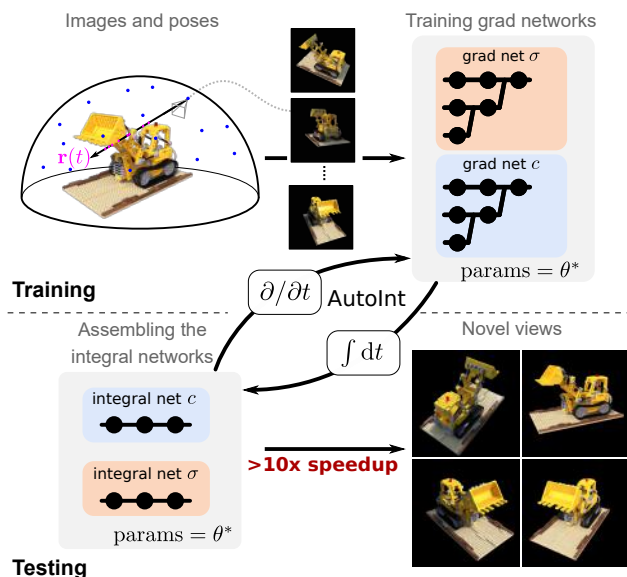 Images and poses
Training grad networks
grad net σ
r(t)
grad net c
params = θ*
Training
∂/∂t
AutoInt
∫ dt
Assembling the
integral networks
Novel views
integral net c
>10x speedup
integral net σ
params = θ*
Testing